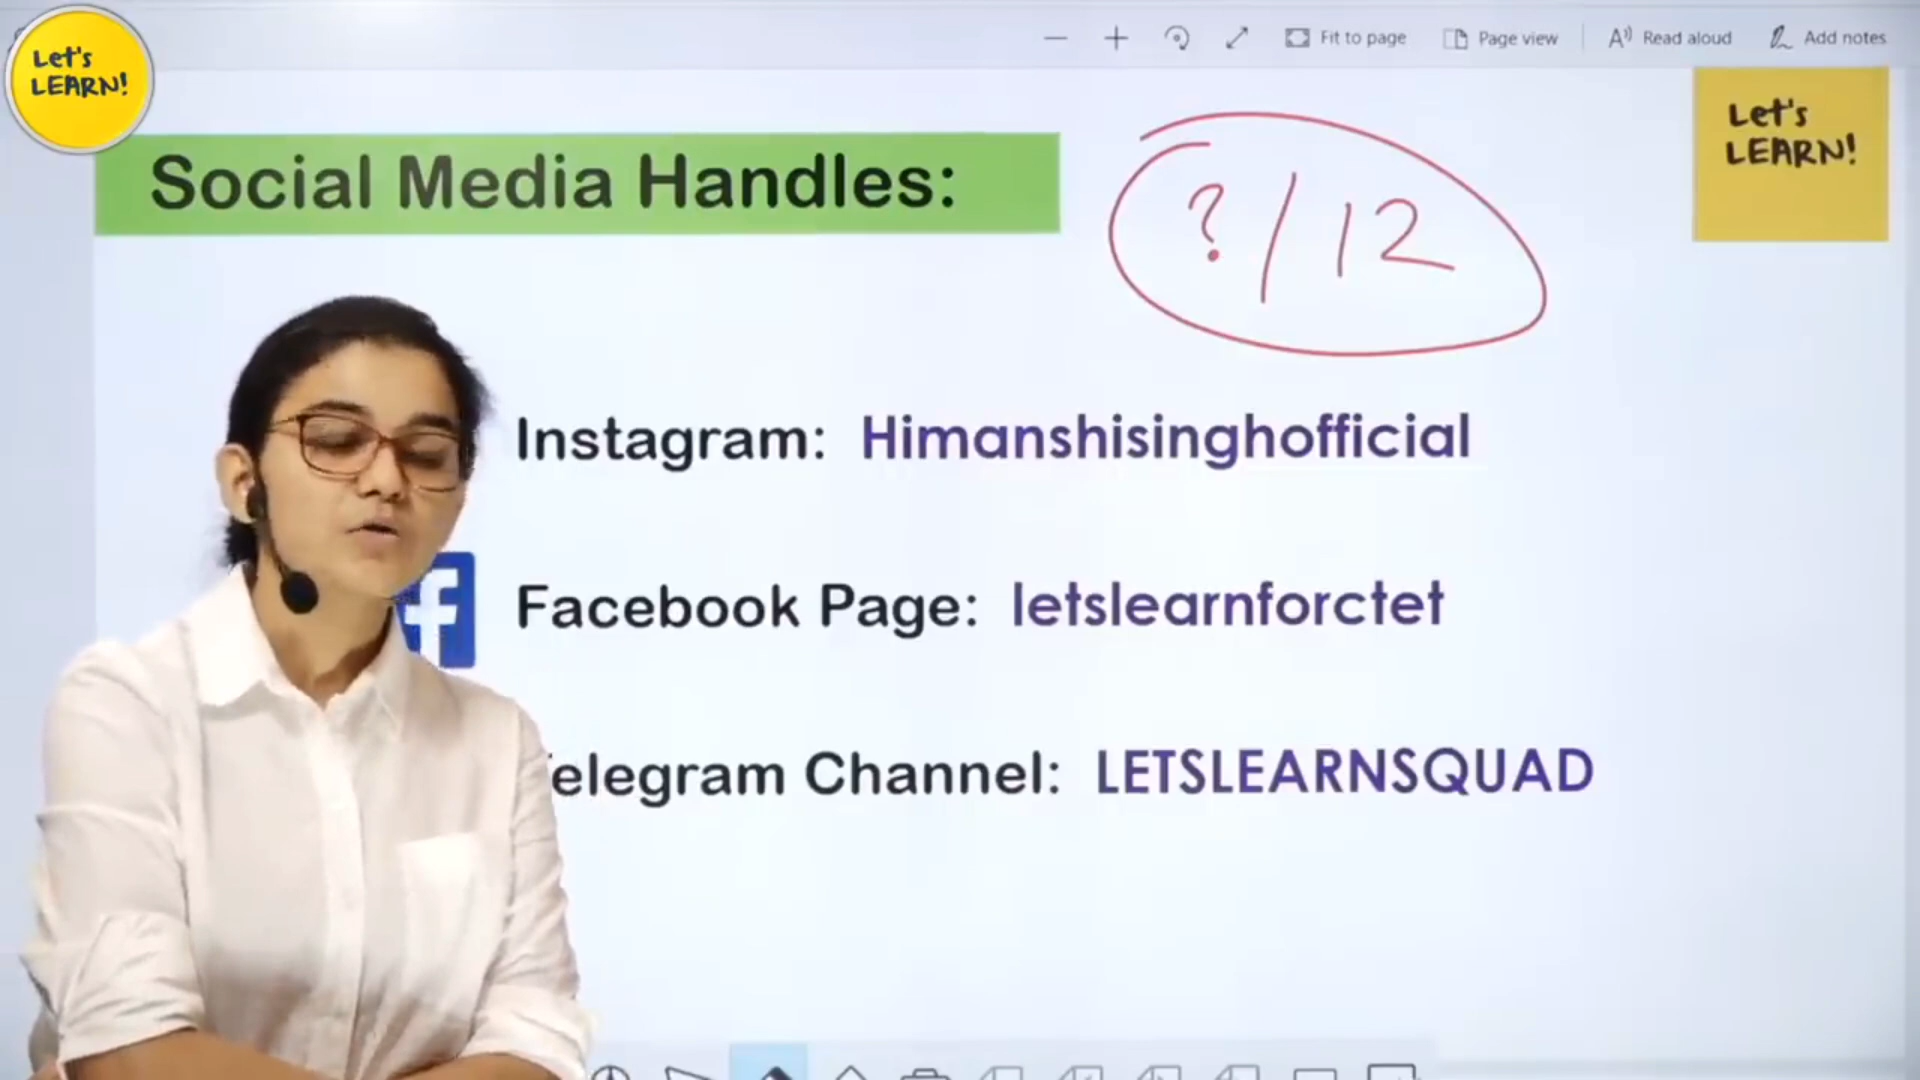 Let's
LEARN!
Fit to page
Page view
Read aloud
Add notes
Let's
LEARN!
Social Media Handles:
? / 12
Instagram: Himanshisinghofficial
Facebook Page: letslearnforctet
elegram Channel: LETSLEARNSQUAD